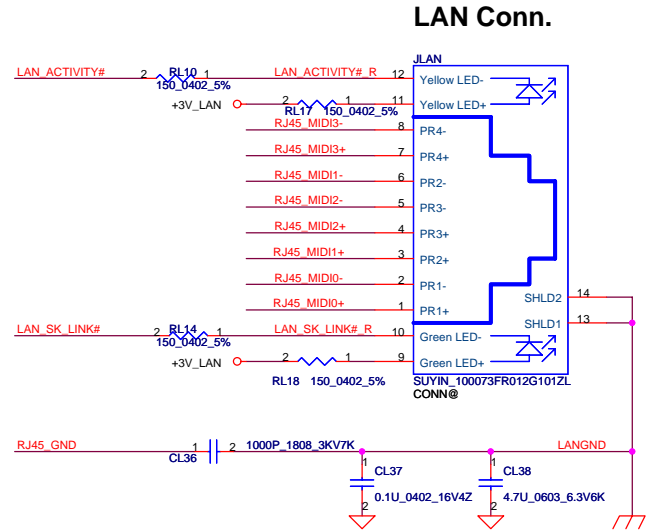 LAN Conn.
JLAN
LAN_ACTIVITY# 2 RL10 1 LAN_ACTIVITY#_R 12 Yellow LED-
150_0402_5%
+3V_LAN 2 1 11 Yellow LED+
RL17 150_0402_5%
RJ45_MIDI3- 8 PR4-
RJ45_MIDI3+ 7 PR4+
RJ45_MIDI1- 6 PR2-
RJ45_MIDI2- 5 PR3-
RJ45_MIDI2+ 4 PR3+
RJ45_MIDI1+ 3 PR2+
RJ45_MIDI0- 2 PR1-
SHLD2 14
RJ45_MIDI0+ 1 PR1+
SHLD1 13
LAN_SK_LINK# 2 RL14 1 LAN_SK_LINK#_R 10 Green LED-
150_0402_5%
+3V_LAN 2 1 9 Green LED+
RL18 150_0402_5%
SUYIN_100073FR012G101ZL
CONN@
RJ45_GND 1 2 1000P_1808_3KV7K LANGND
CL36
1 CL37 1 CL38
0.1U_0402_16V4Z 4.7U_0603_6.3V6K
2 2